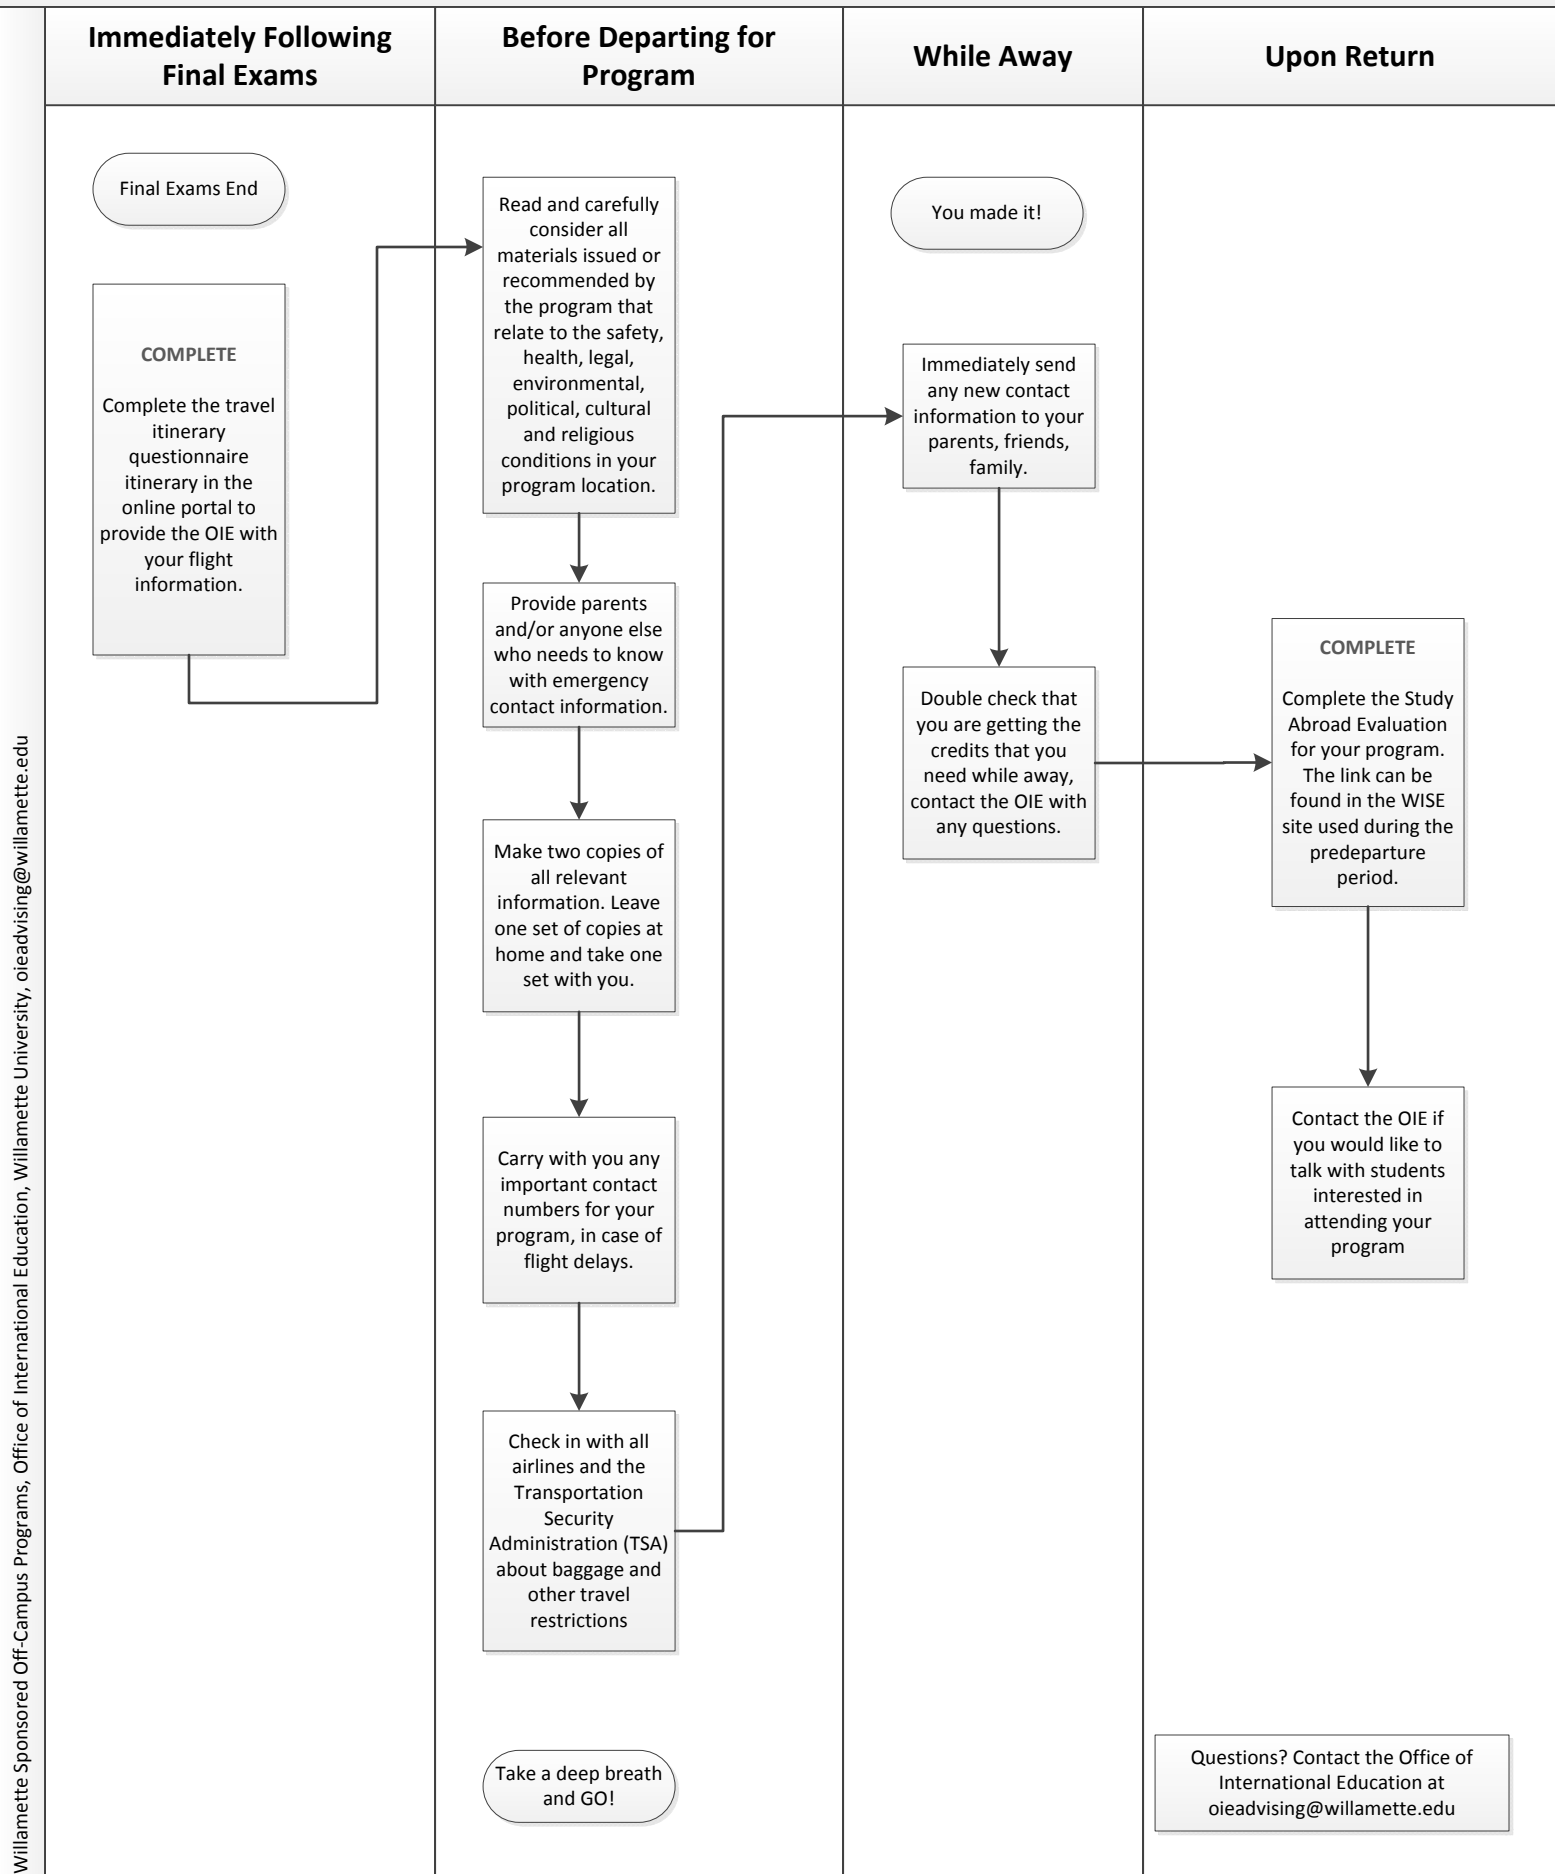 Immediately Following
Final Exams
Before Departing for
Program
While Away
Upon Return
Final Exams End
COMPLETE
Complete the travel
itinerary
questionnaire
itinerary in the
online portal to
provide the OIE with
your flight
information.
Read and carefully
consider all
materials issued or
recommended by
the program that
relate to the safety,
health, legal,
environmental,
political, cultural
and religious
conditions in your
program location.
Provide parents
and/or anyone else
who needs to know
with emergency
contact information.
Make two copies of
all relevant
information. Leave
one set of copies at
home and take one
set with you.
Carry with you any
important contact
numbers for your
program, in case of
flight delays.
Check in with all
airlines and the
Transportation
Security
Administration (TSA)
about baggage and
other travel
restrictions
Take a deep breath
and GO!
You made it!
Immediately send
any new contact
information to your
parents, friends,
family.
Double check that
you are getting the
credits that you
need while away,
contact the OIE with
any questions.
COMPLETE
Complete the Study
Abroad Evaluation
for your program.
The link can be
found in the WISE
site used during the
predeparture
period.
Contact the OIE if
you would like to
talk with students
interested in
attending your
program
Questions? Contact the Office of
International Education at
oieadvising@willamette.edu
Willamette Sponsored Off-Campus Programs, Office of International Education, Willamette University, oieadvising@willamette.edu